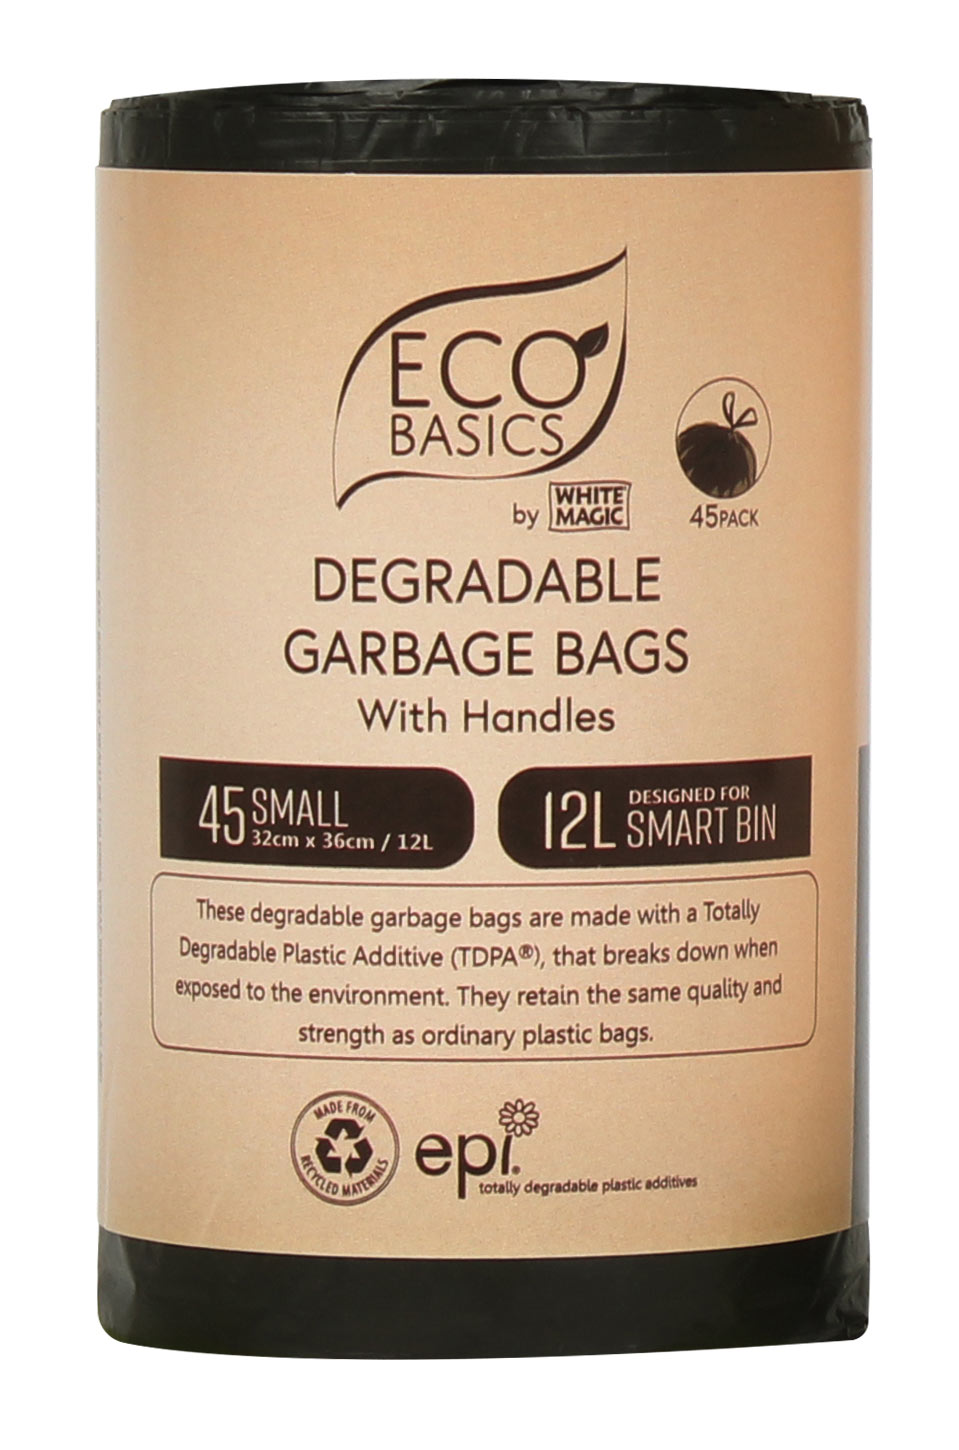 ECO
BASICS
by WHITE
MAGIC
45PACK
DEGRADABLE
GARBAGE BAGS
With Handles
45 SMALL
32cm x 36cm / 12L
12L DESIGNED FOR
SMART BIN
These degradable garbage bags are made with a Totally
Degradable Plastic Additive (TDPA®), that breaks down when
exposed to the environment. They retain the same quality and
strength as ordinary plastic bags.
MADE FROM
RECYCLED MATERIALS
epi®
totally degradable plastic additives